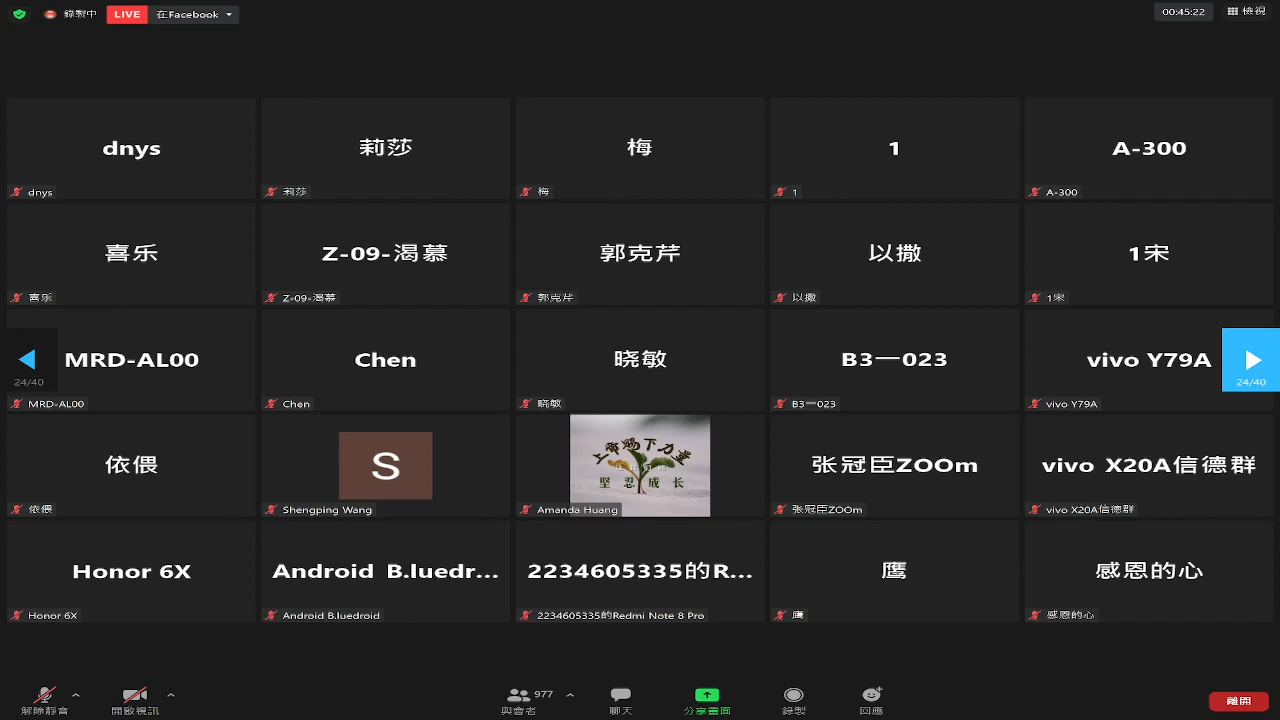 錄製中 LIVE 在Facebook
00:45:22 檢視
dnys
莉莎
梅
1
A-300
dnys
莉莎
梅
1
A-300
喜乐
Z-09-渴慕
郭克芹
以撒
1宋
喜乐
Z-09-渴慕
郭克芹
以撒
1宋
MRD-AL00
Chen
晓敏
B3一023
vivo Y79A
24/40
24/40
MRD-AL00
Chen
晓敏
B3一023
vivo Y79A
依偎
S
上帝赐下力量
坚忍成长
张冠臣ZOOm
vivo X20A信德群
依偎
Shengping Wang
Amanda Huang
张冠臣ZOOm
vivo X20A信德群
Honor 6X
Android B.luedr...
2234605335的R...
鹰
感恩的心
Honor 6X
Android B.luedroid
2234605335的Redmi Note 8 Pro
鹰
感恩的心
977
解除靜音
開啟視訊
與會者
聊天
分享畫面
錄製
回應
離開